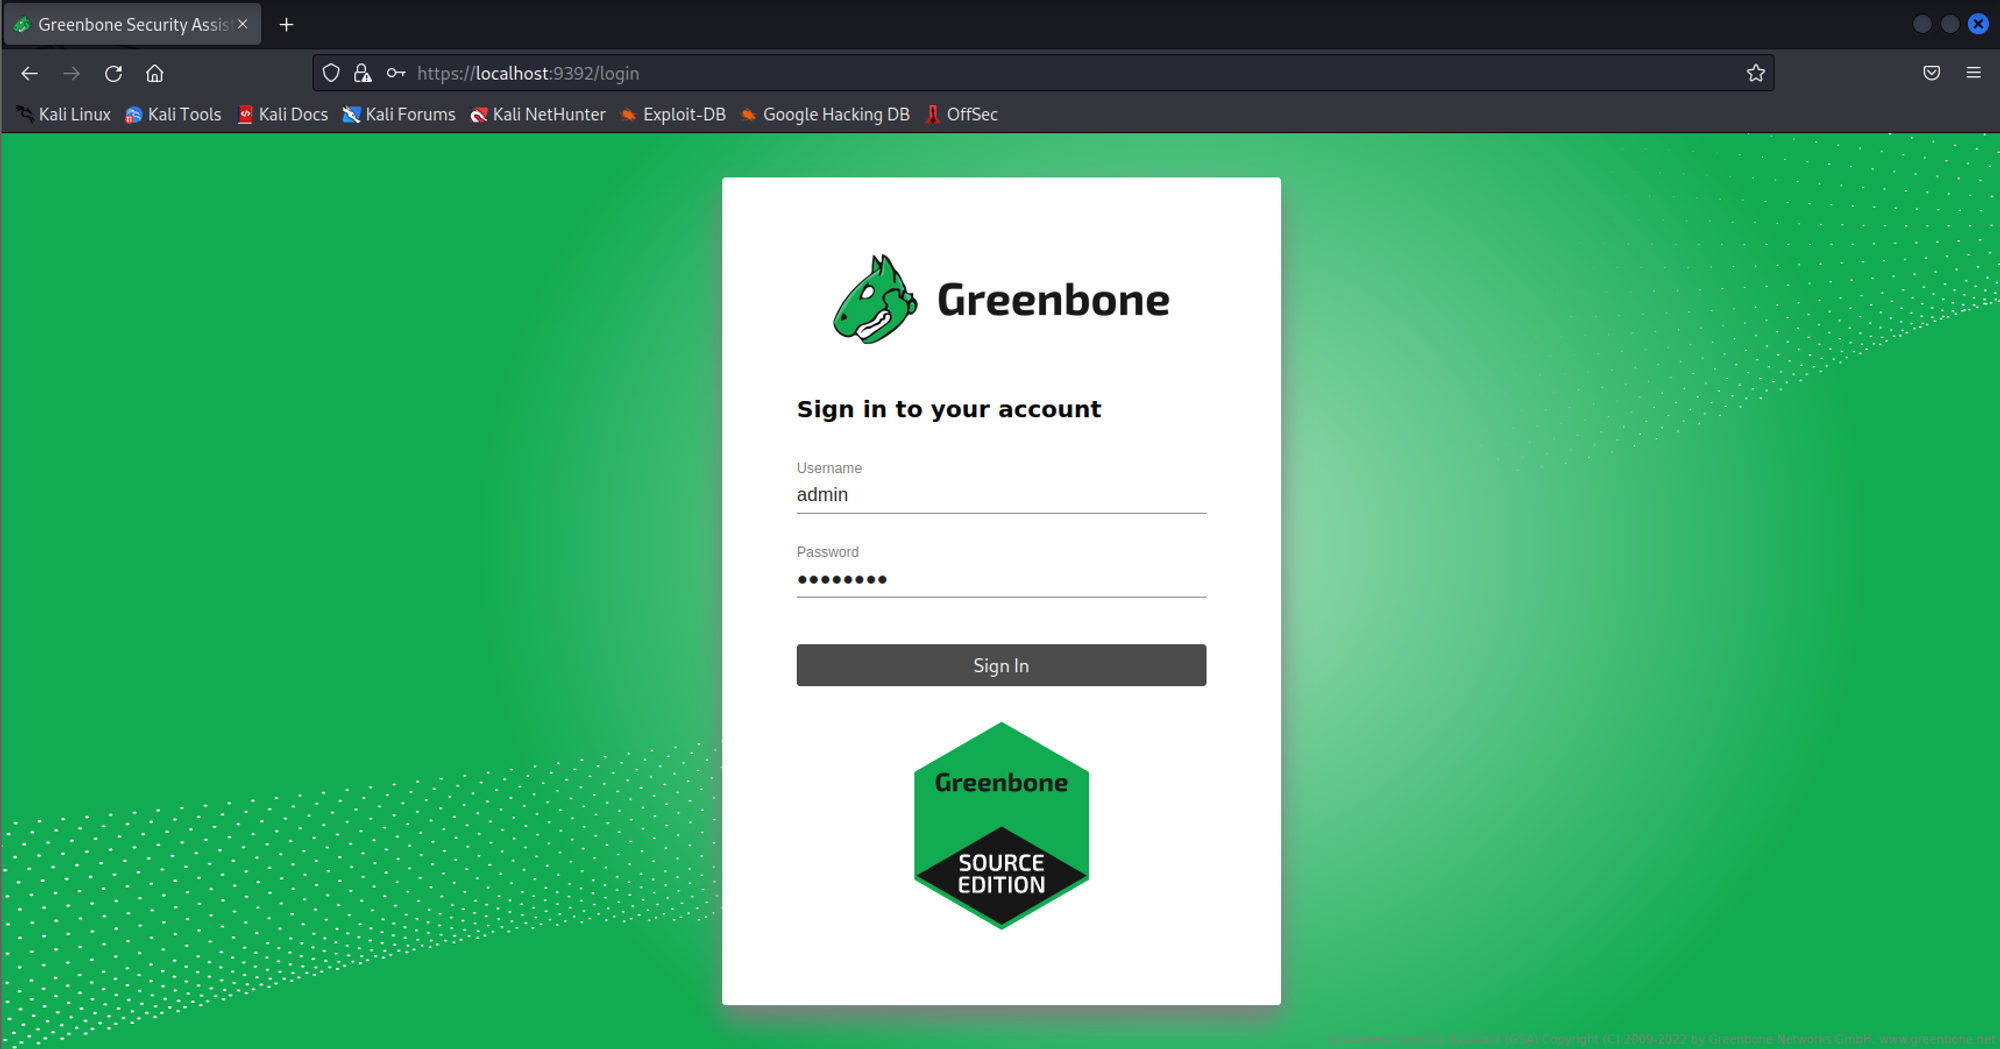 Greenbone Security Assis
https://localhost:9392/login
Kali Linux Kali Tools Kali Docs Kali Forums Kali NetHunter Exploit-DB Google Hacking DB OffSec
Greenbone
Sign in to your account
Username
admin
Password
••••••••
Sign In
Greenbone
SOURCE
EDITION
Greenbone Security Assistant (GSA) Copyright (C) 2009-2022 by Greenbone Networks GmbH, www.greenbone.net